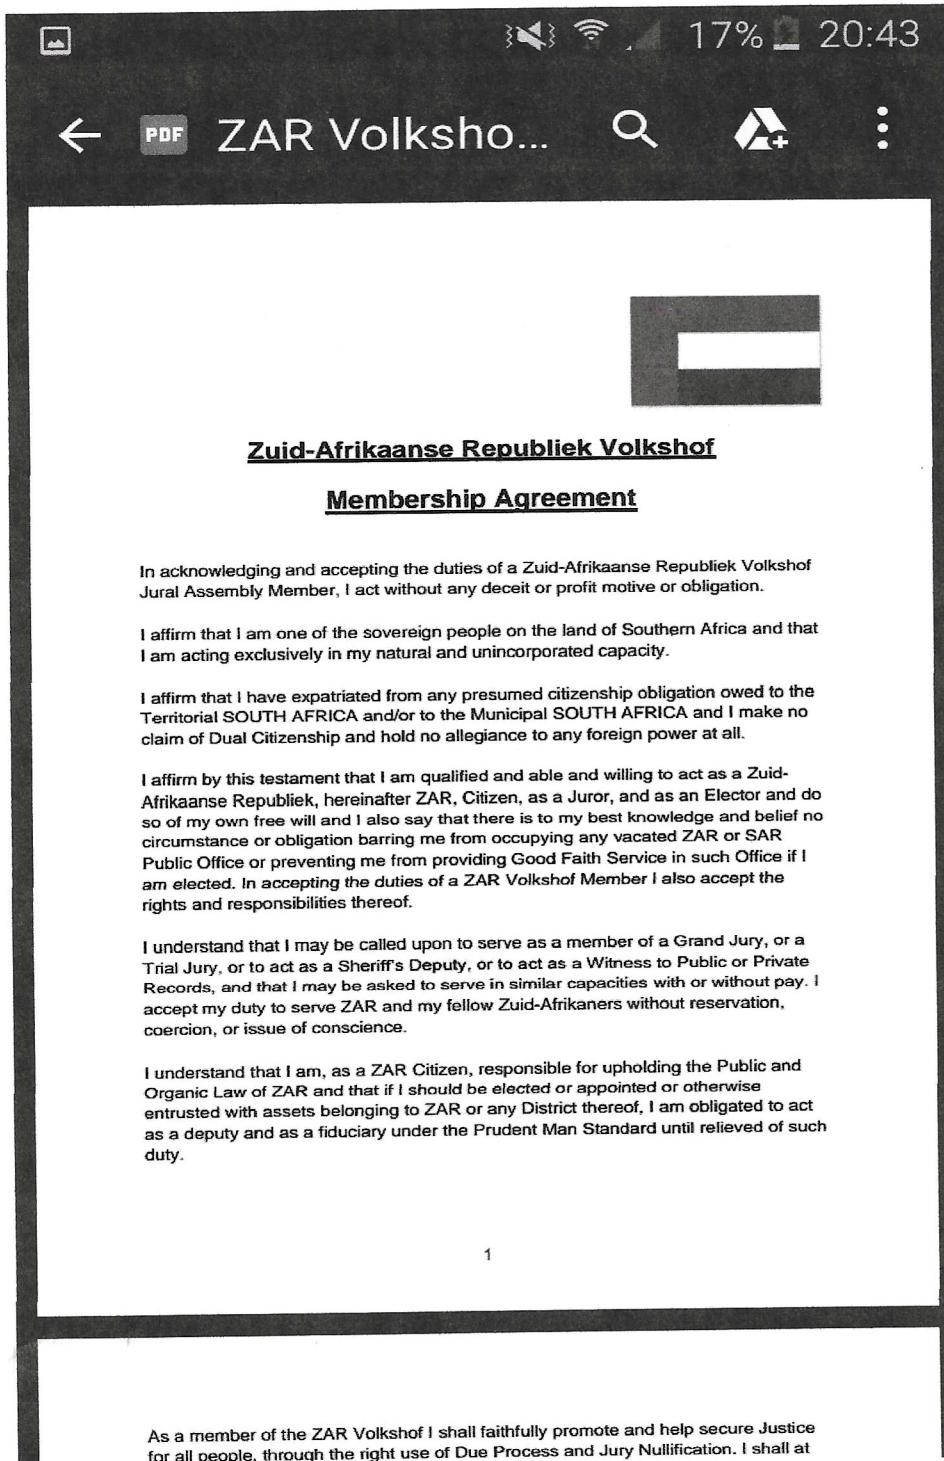 17% 20:43
PDF ZAR Volksho...
Zuid-Afrikaanse Republiek Volkshof
Membership Agreement
In acknowledging and accepting the duties of a Zuid-Afrikaanse Republiek Volkshof
Jural Assembly Member, I act without any deceit or profit motive or obligation.
I affirm that I am one of the sovereign people on the land of Southern Africa and that
I am acting exclusively in my natural and unincorporated capacity.
I affirm that I have expatriated from any presumed citizenship obligation owed to the
Territorial SOUTH AFRICA and/or to the Municipal SOUTH AFRICA and I make no
claim of Dual Citizenship and hold no allegiance to any foreign power at all.
I affirm by this testament that I am qualified and able and willing to act as a Zuid-
Afrikaanse Republiek, hereinafter ZAR, Citizen, as a Juror, and as an Elector and do
so of my own free will and I also say that there is to my best knowledge and belief no
circumstance or obligation barring me from occupying any vacated ZAR or SAR
Public Office or preventing me from providing Good Faith Service in such Office if I
am elected. In accepting the duties of a ZAR Volkshof Member I also accept the
rights and responsibilities thereof.
I understand that I may be called upon to serve as a member of a Grand Jury, or a
Trial Jury, or to act as a Sheriff's Deputy, or to act as a Witness to Public or Private
Records, and that I may be asked to serve in similar capacities with or without pay. I
accept my duty to serve ZAR and my fellow Zuid-Afrikaners without reservation,
coercion, or issue of conscience.
I understand that I am, as a ZAR Citizen, responsible for upholding the Public and
Organic Law of ZAR and that if I should be elected or appointed or otherwise
entrusted with assets belonging to ZAR or any District thereof, I am obligated to act
as a deputy and as a fiduciary under the Prudent Man Standard until relieved of such
duty.
1
As a member of the ZAR Volkshof I shall faithfully promote and help secure Justice
for all people, through the right use of Due Process and Jury Nullification. I shall at